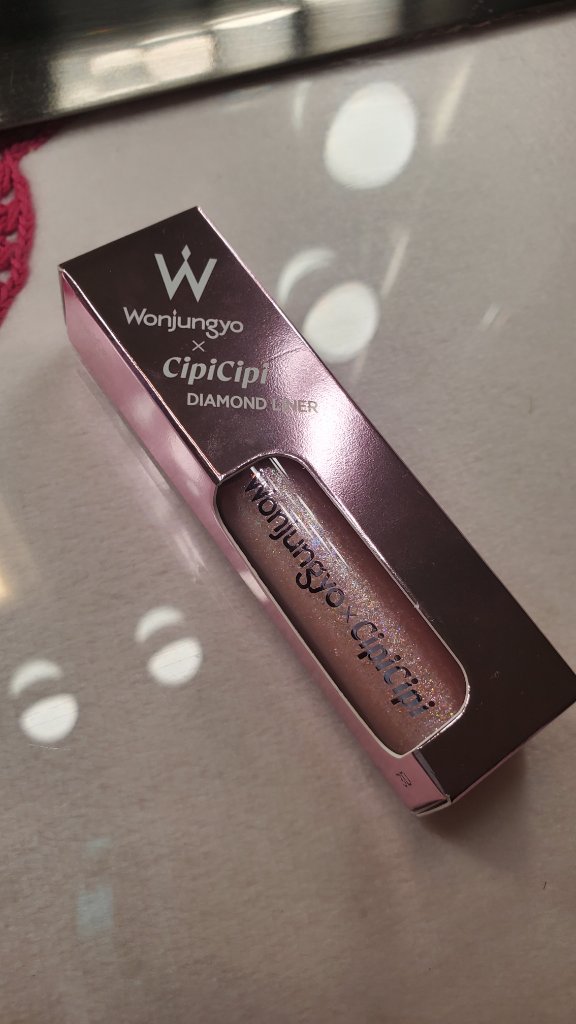 W
Wonjungyo
×
CipiCipi
DIAMOND LINER
Wonjungyo × CipiCipi